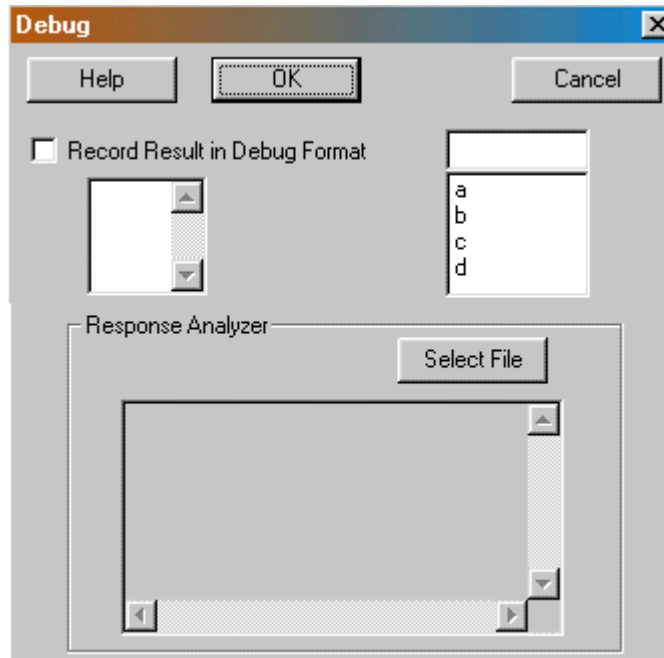 Debug
Help OK Cancel
Record Result in Debug Format
a
b
c
d
Response Analyzer
Select File